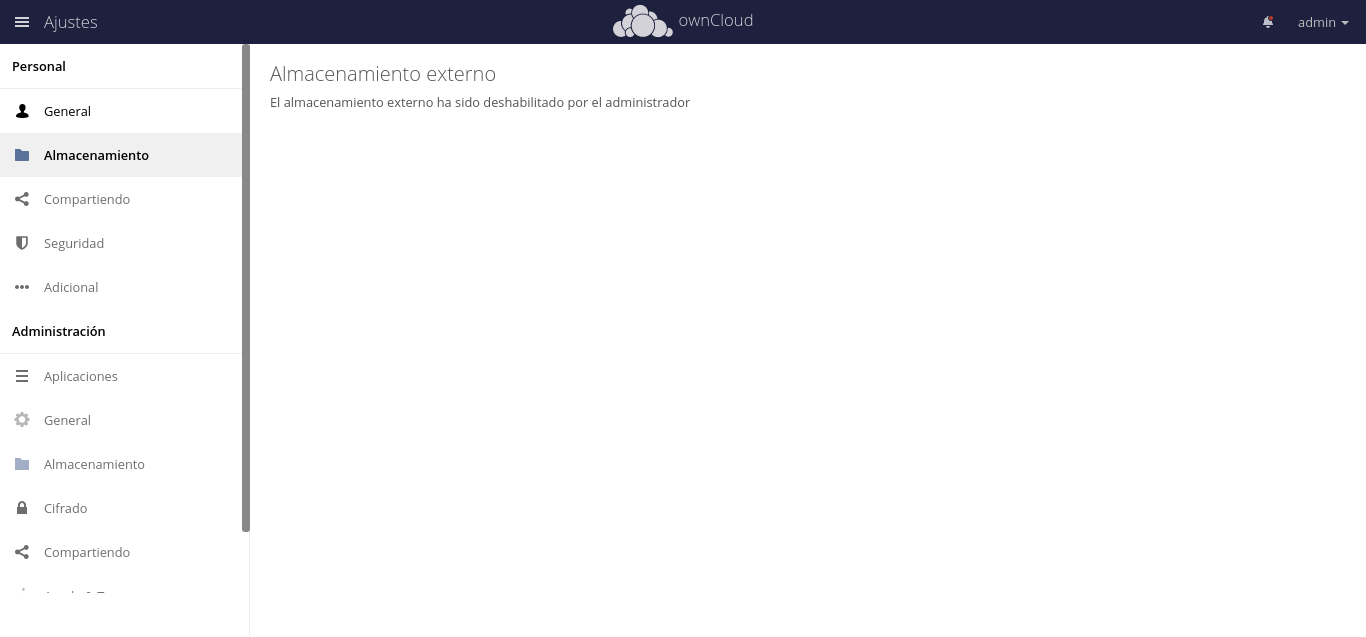 Ajustes
ownCloud
admin
Personal
General
Almacenamiento
Compartiendo
Seguridad
Adicional
Administración
Aplicaciones
General
Almacenamiento
Cifrado
Compartiendo
Almacenamiento externo
El almacenamiento externo ha sido deshabilitado por el administrador